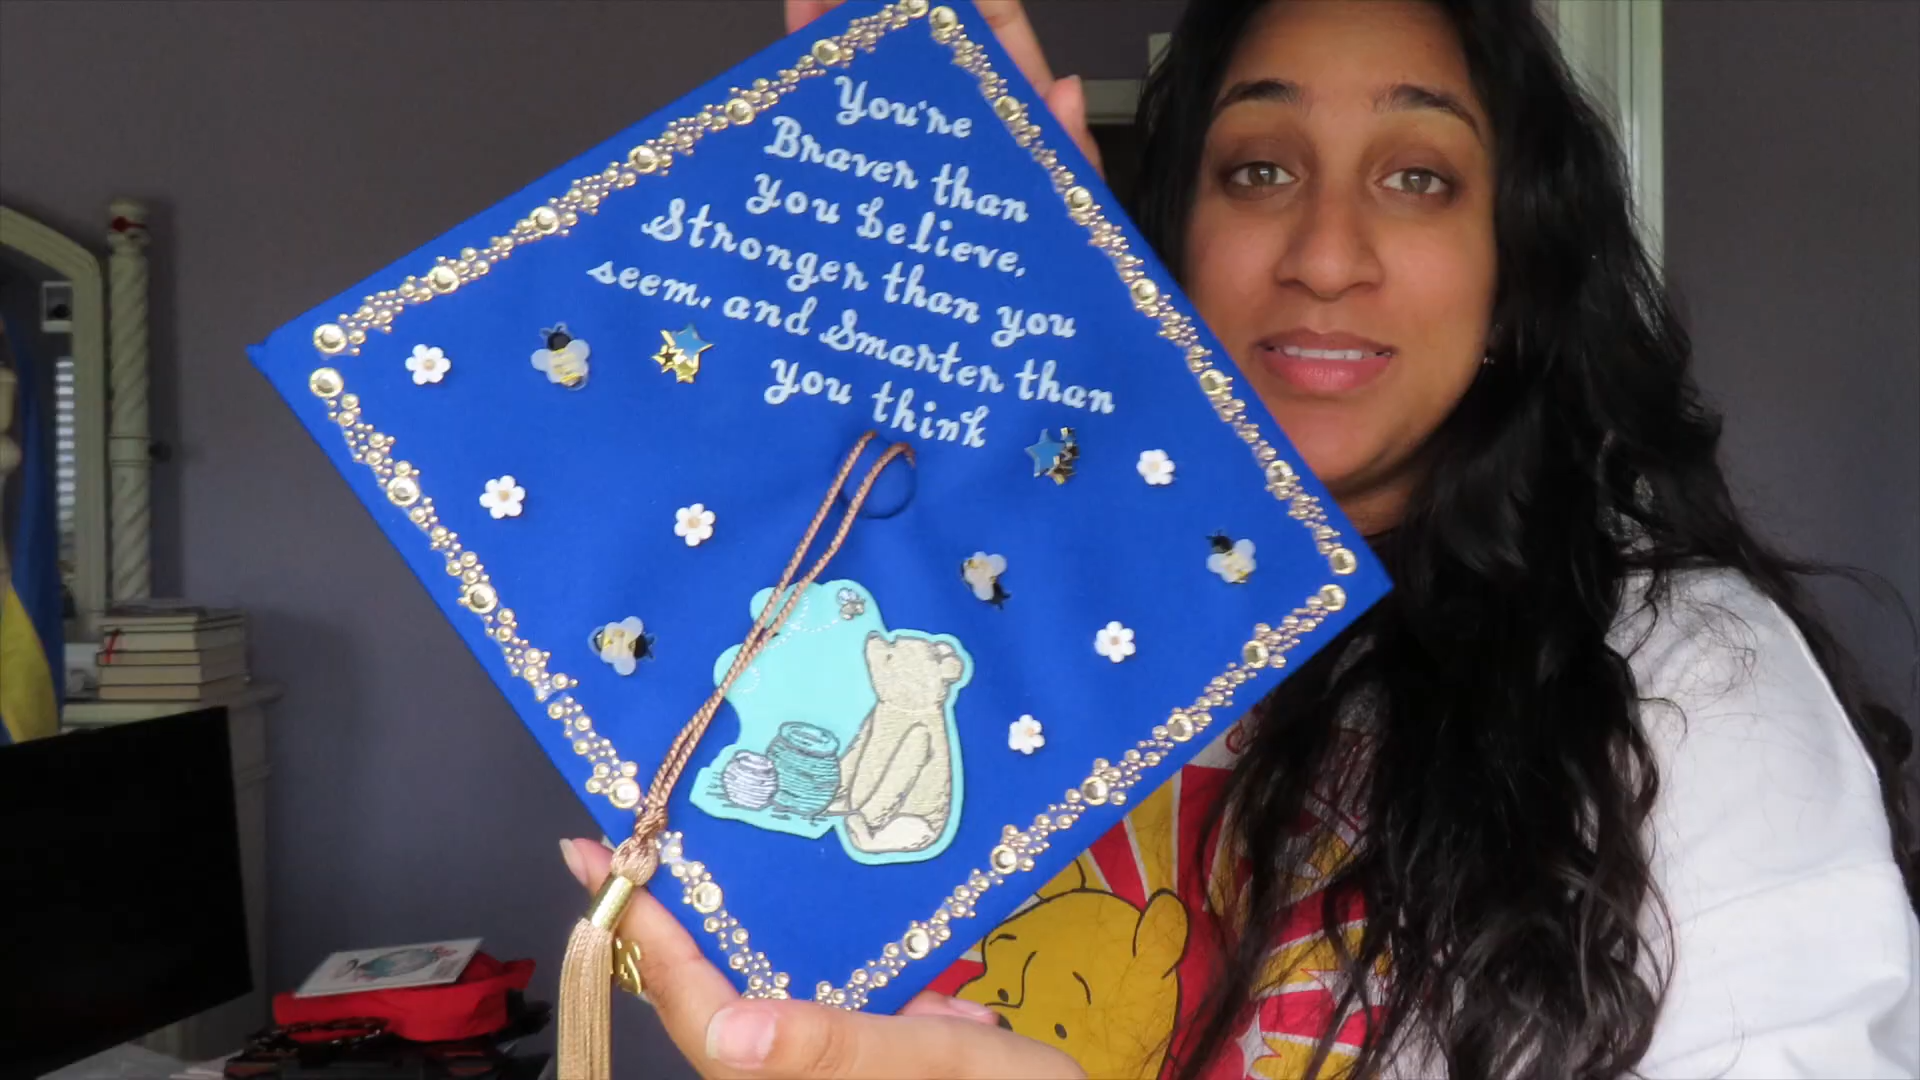 You're
Braver than
you believe,
Stronger than you
seem, and Smarter than
you think